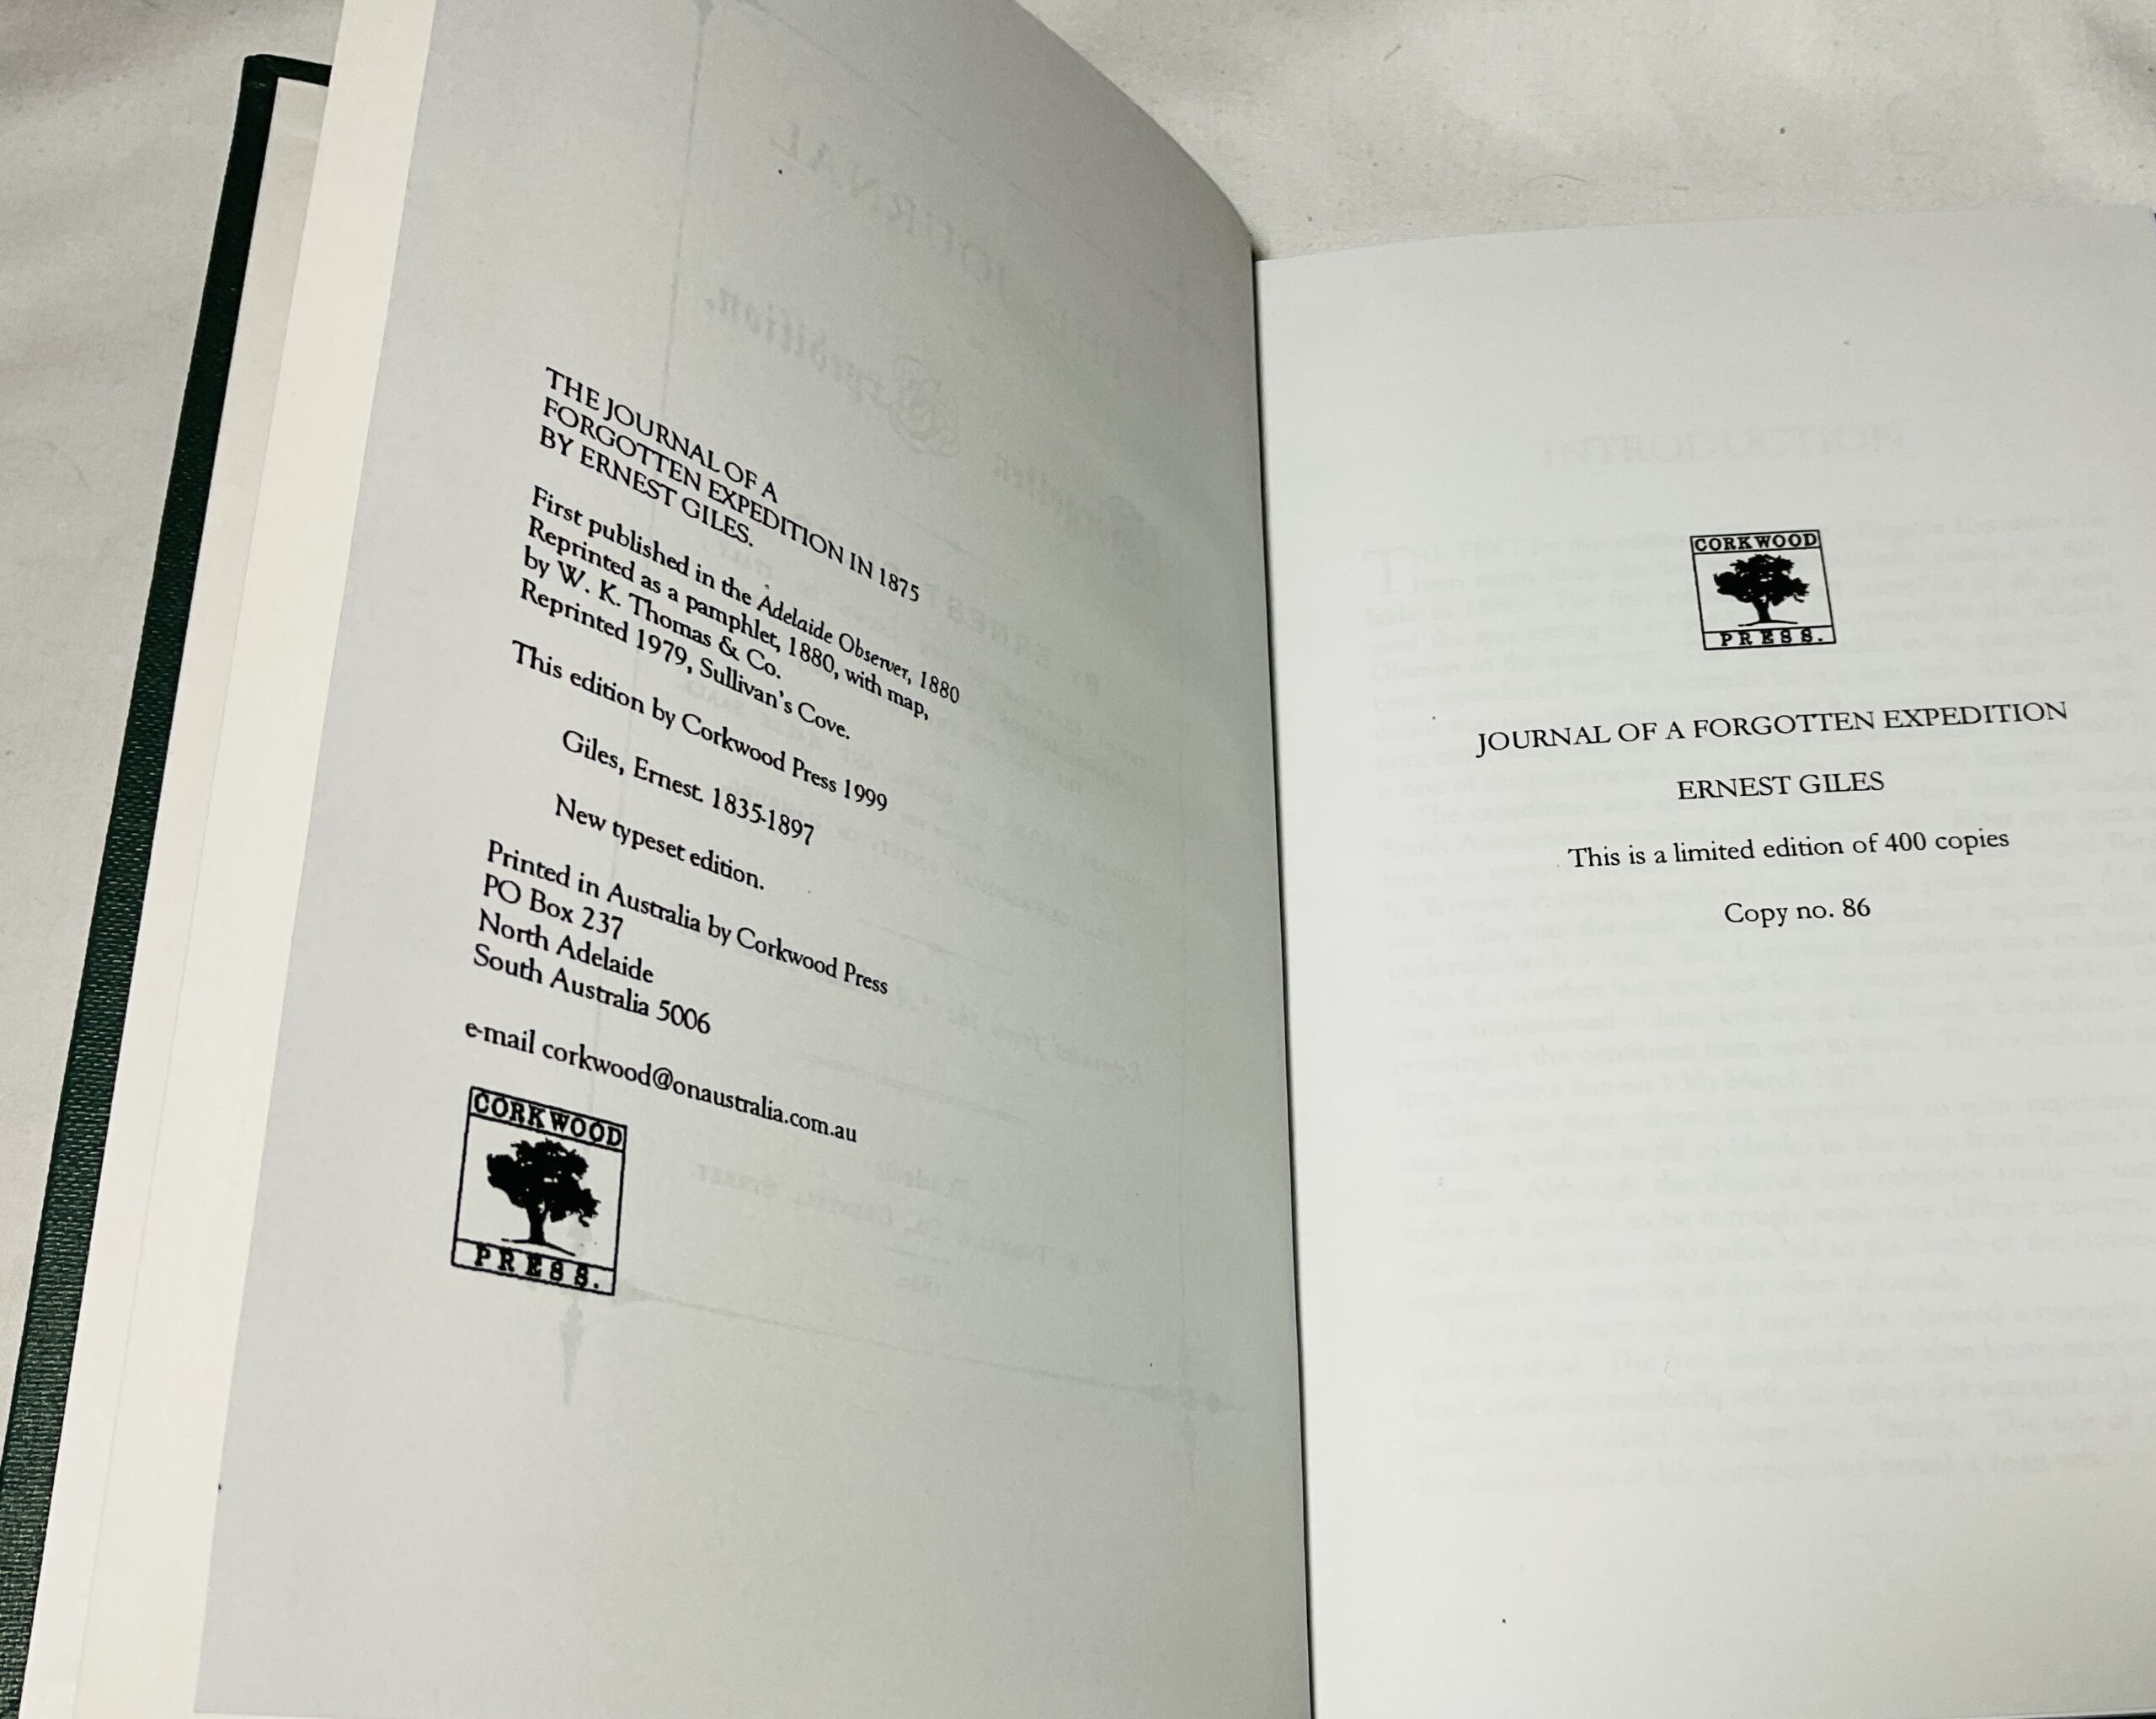 THE JOURNAL OF A
FORGOTTEN EXPEDITION IN 1875
BY ERNEST GILES.
First published in the Adelaide Observer, 1880
Reprinted as a pamphlet, 1880, with map,
by W. K. Thomas & Co.
Reprinted 1979, Sullivan's Cove.
This edition by Corkwood Press 1999
Giles, Ernest. 1835-1897
New typeset edition.
Printed in Australia by Corkwood Press
PO Box 237
North Adelaide
South Australia 5006
e-mail corkwood@onaustralia.com.au
CORKWOOD
PRESS.
INTRODUCTION
CORKWOOD
PRESS.
JOURNAL OF A FORGOTTEN EXPEDITION
ERNEST GILES
This is a limited edition of 400 copies
Copy no. 86